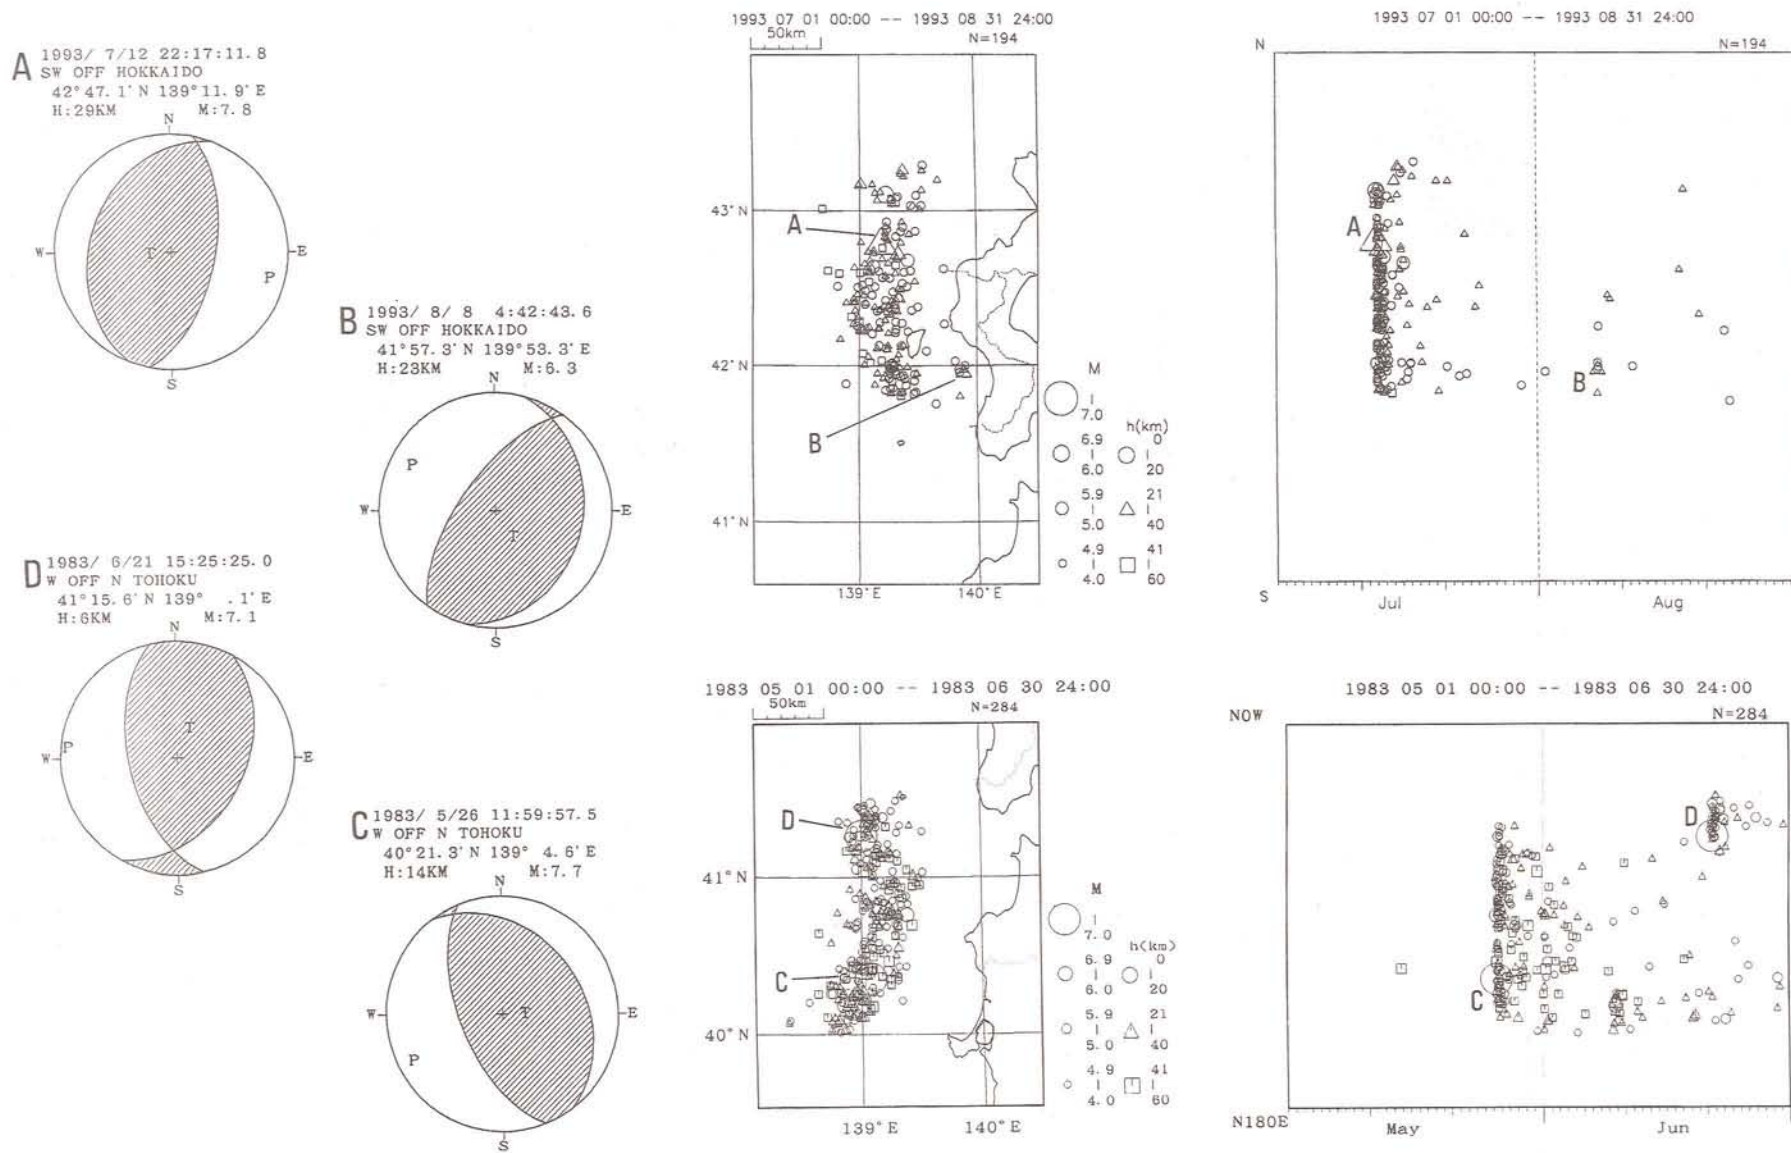 A
1993/ 7/12 22:17:11.8
SW OFF HOKKAIDO
42°47.1'N 139°11.9'E
H:29KM M:7.8
N
W
E
S
T
P
B
1993/ 8/ 8 4:42:43.6
SW OFF HOKKAIDO
41°57.3'N 139°53.3'E
H:23KM M:6.3
N
W
E
S
P
T
D
1983/ 6/21 15:25:25.0
W OFF N TOHOKU
41°15.6'N 139° .1'E
H:6KM M:7.1
N
W
E
S
P
T
C
1983/ 5/26 11:59:57.5
W OFF N TOHOKU
40°21.3'N 139° 4.6'E
H:14KM M:7.7
N
W
E
S
P
T
1993 07 01 00:00 -- 1993 08 31 24:00
50km
N=194
43°N
42°N
41°N
139°E 140°E
A
B
M
7.0
6.9 h(km) 0
6.0 20
5.9 21
5.0 40
4.9 41
4.0 60
1993 07 01 00:00 -- 1993 08 31 24:00
N N=194
A
B
S
Jul Aug
1983 05 01 00:00 -- 1983 06 30 24:00
50km
N=284
D
C
41°N
40°N
139°E 140°E
M
7.0
6.9 h(km) 0
6.0 20
5.9 21
5.0 40
4.9 41
4.0 60
1983 05 01 00:00 -- 1983 06 30 24:00
N0W N=284
D
C
N180E
May Jun